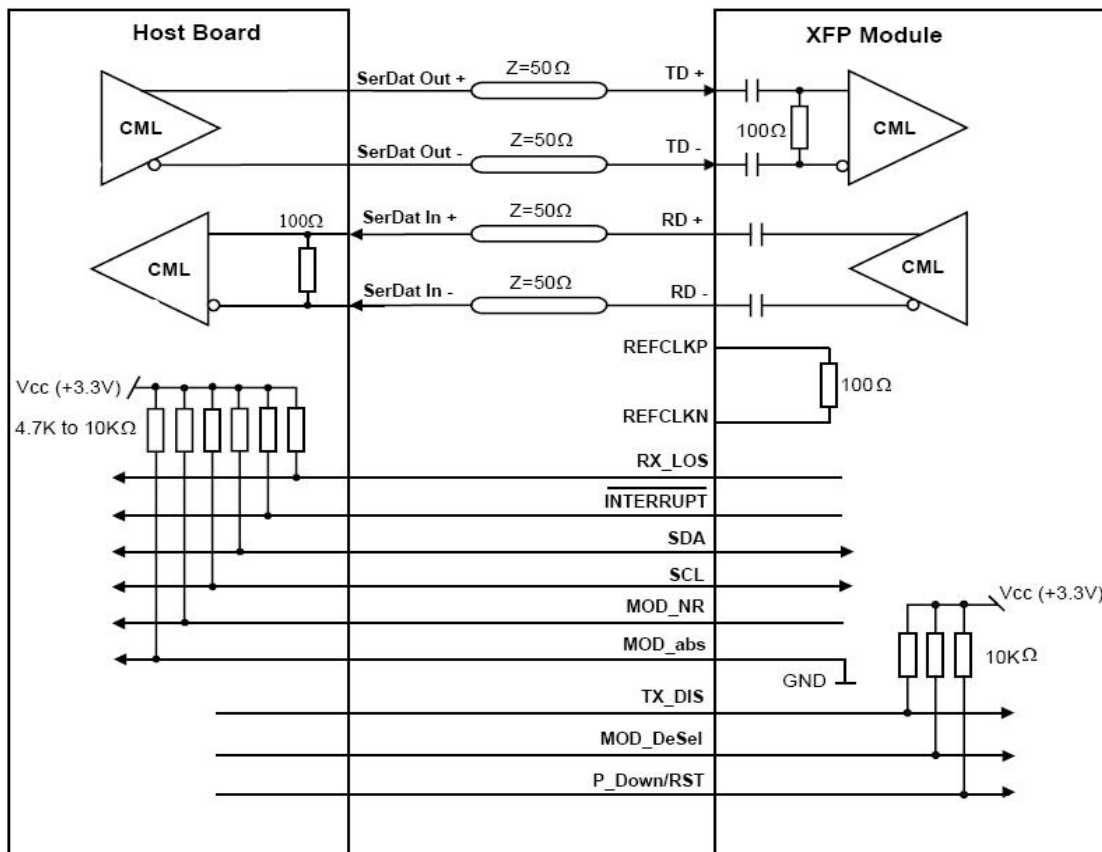 Host Board
XFP Module
SerDat Out +
Z=50Ω
TD +
CML
100Ω
CML
SerDat Out -
Z=50Ω
TD -
100Ω
SerDat In +
Z=50Ω
RD +
CML
CML
SerDat In -
Z=50Ω
RD -
REFCLKP
100Ω
REFCLKN
Vcc (+3.3V)
4.7K to 10KΩ
RX_LOS
INTERRUPT
SDA
SCL
MOD_NR
Vcc (+3.3V)
MOD_abs
10KΩ
GND
TX_DIS
MOD_DeSel
P_Down/RST